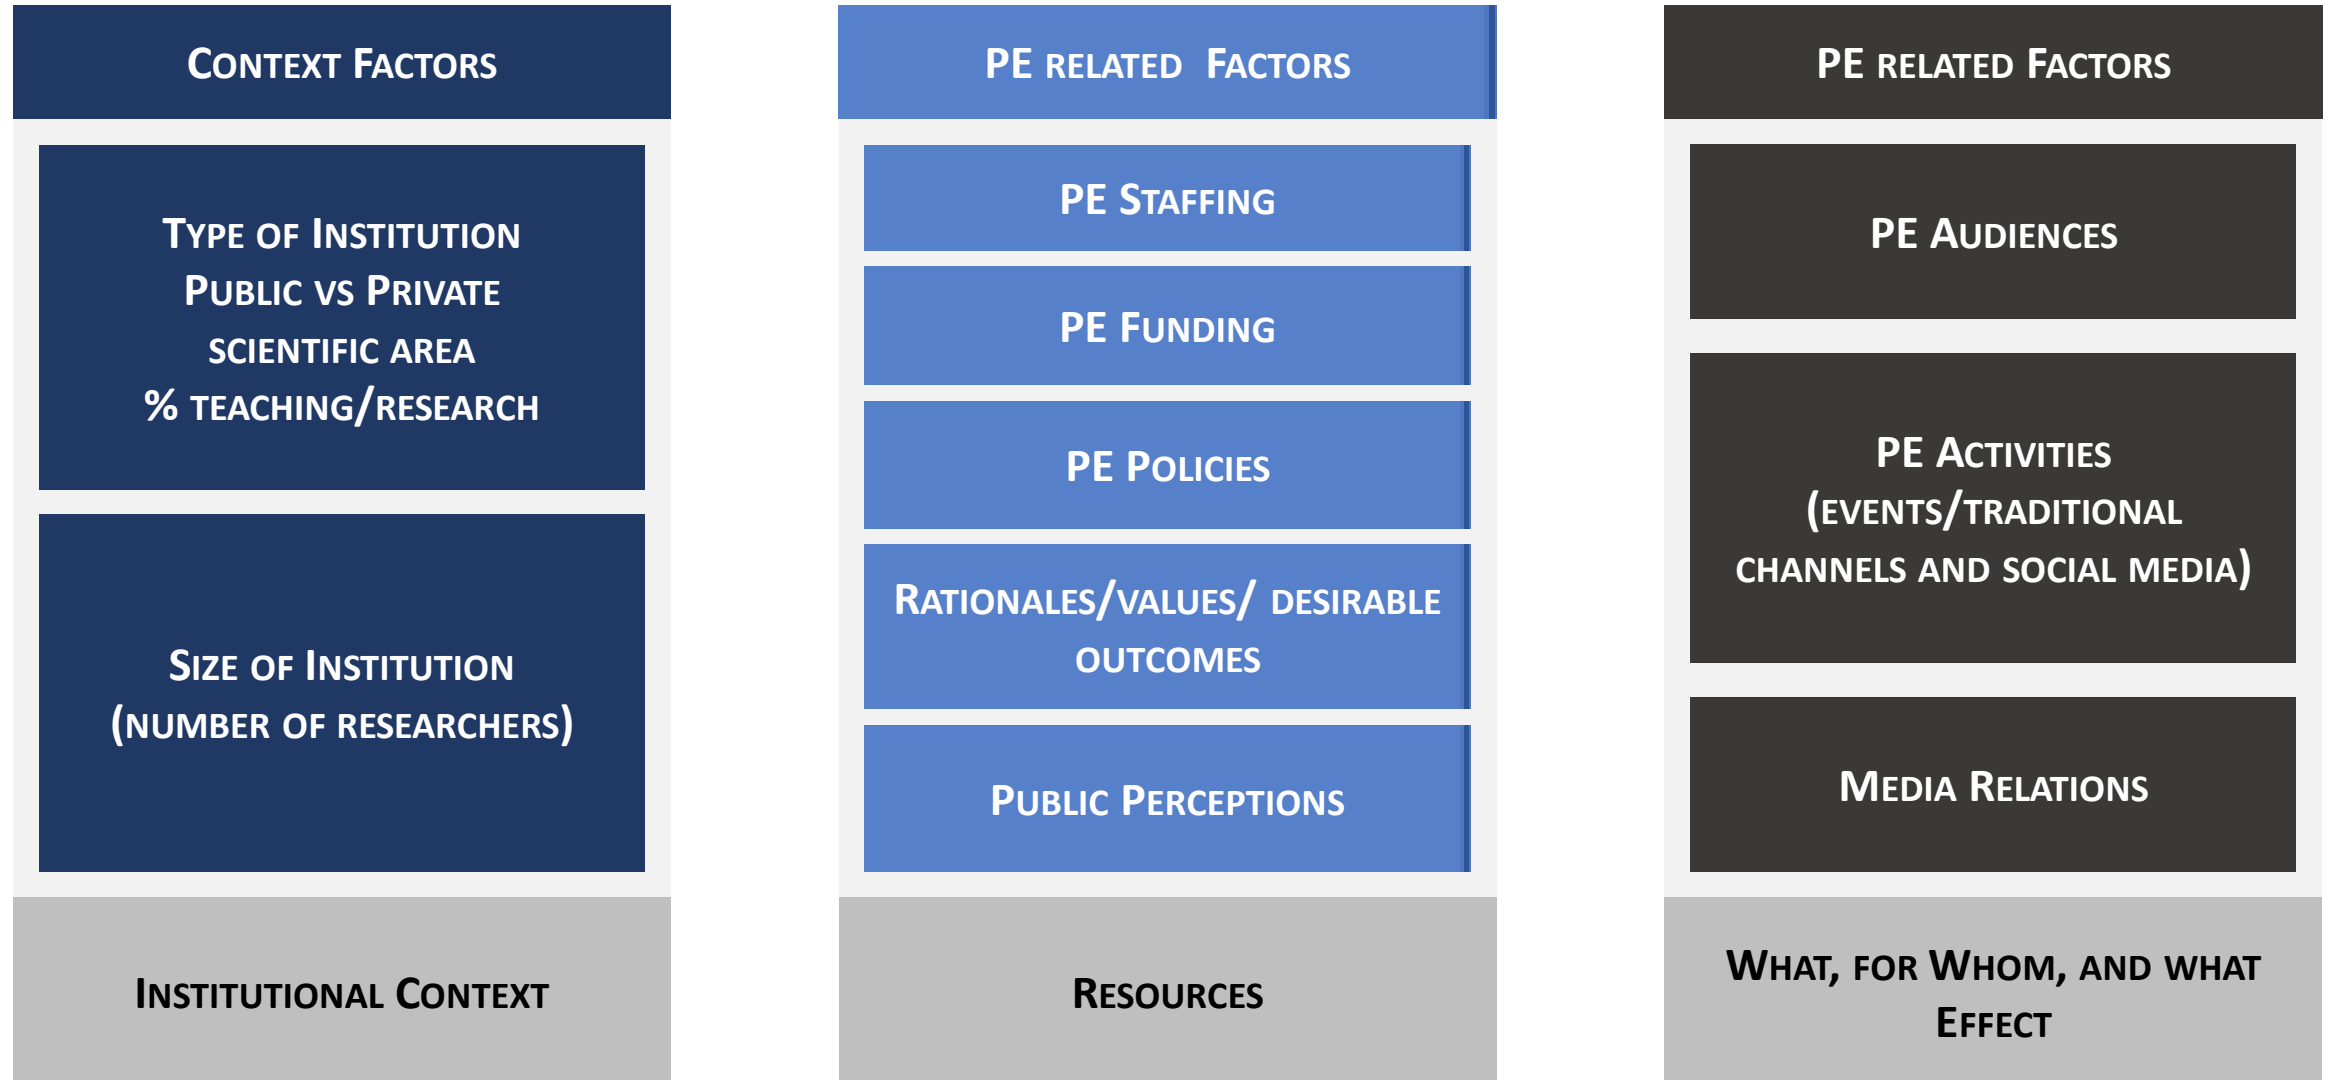 Context Factors
Type of Institution
Public vs Private
scientific area
% teaching/research
Size of Institution
(number of researchers)
Institutional Context
PE related  Factors
PE Staffing
PE Funding
PE Policies
Rationales/values/ desirable
outcomes
Public Perceptions
Resources
PE related Factors
PE Audiences
PE Activities
(events/traditional
channels and social media)
Media Relations
What, for Whom, and what
Effect